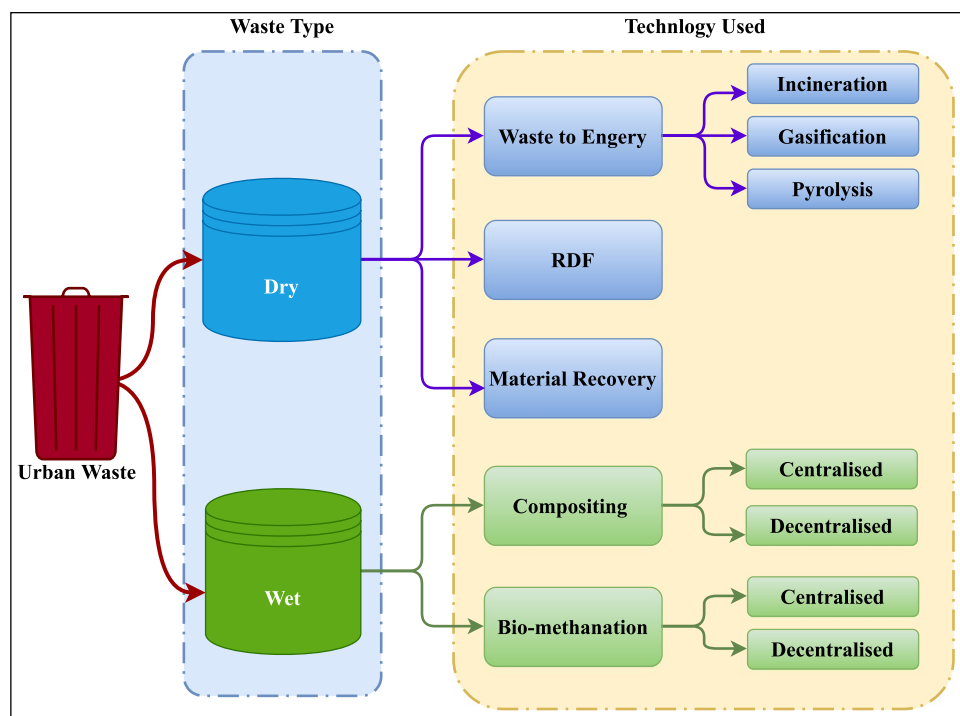 Waste Type
Technlogy Used
Incineration
Waste to Engery
Gasification
Pyrolysis
RDF
Dry
Material Recovery
Urban Waste
Centralised
Compositing
Decentralised
Wet
Centralised
Bio-methanation
Decentralised